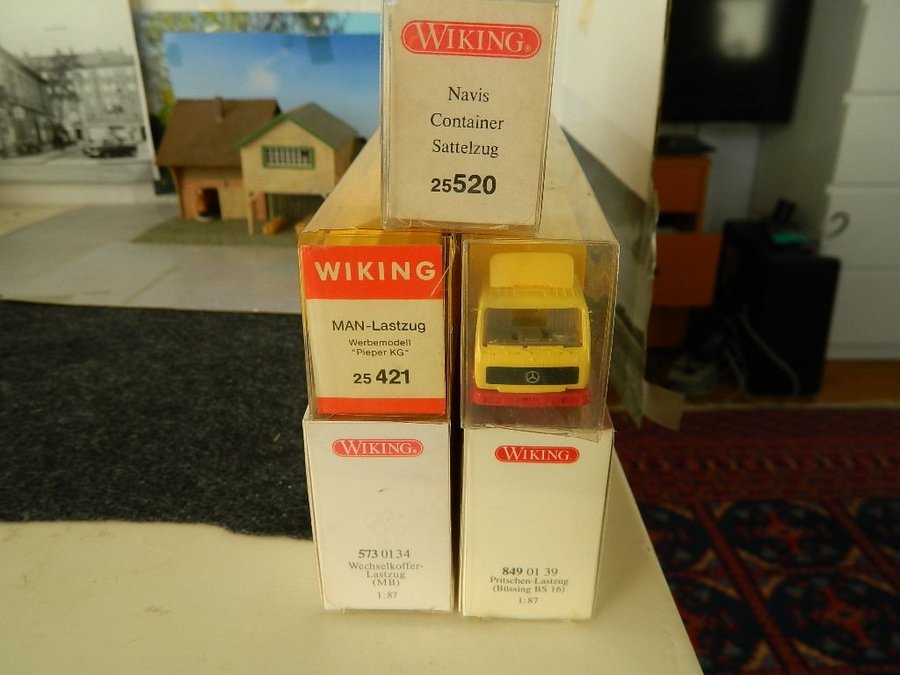 WIKING®
Navis
Container
Sattelzug
25520
WIKING
MAN-Lastzug
Werbemodell
"Pieper KG"
25 421
WIKING®
573 01 34
Wechselkoffer-
Lastzug
(MB)
1:87
WIKING®
849 01 39
Pritschen-Lastzug
(Büssing BS 16)
1:87